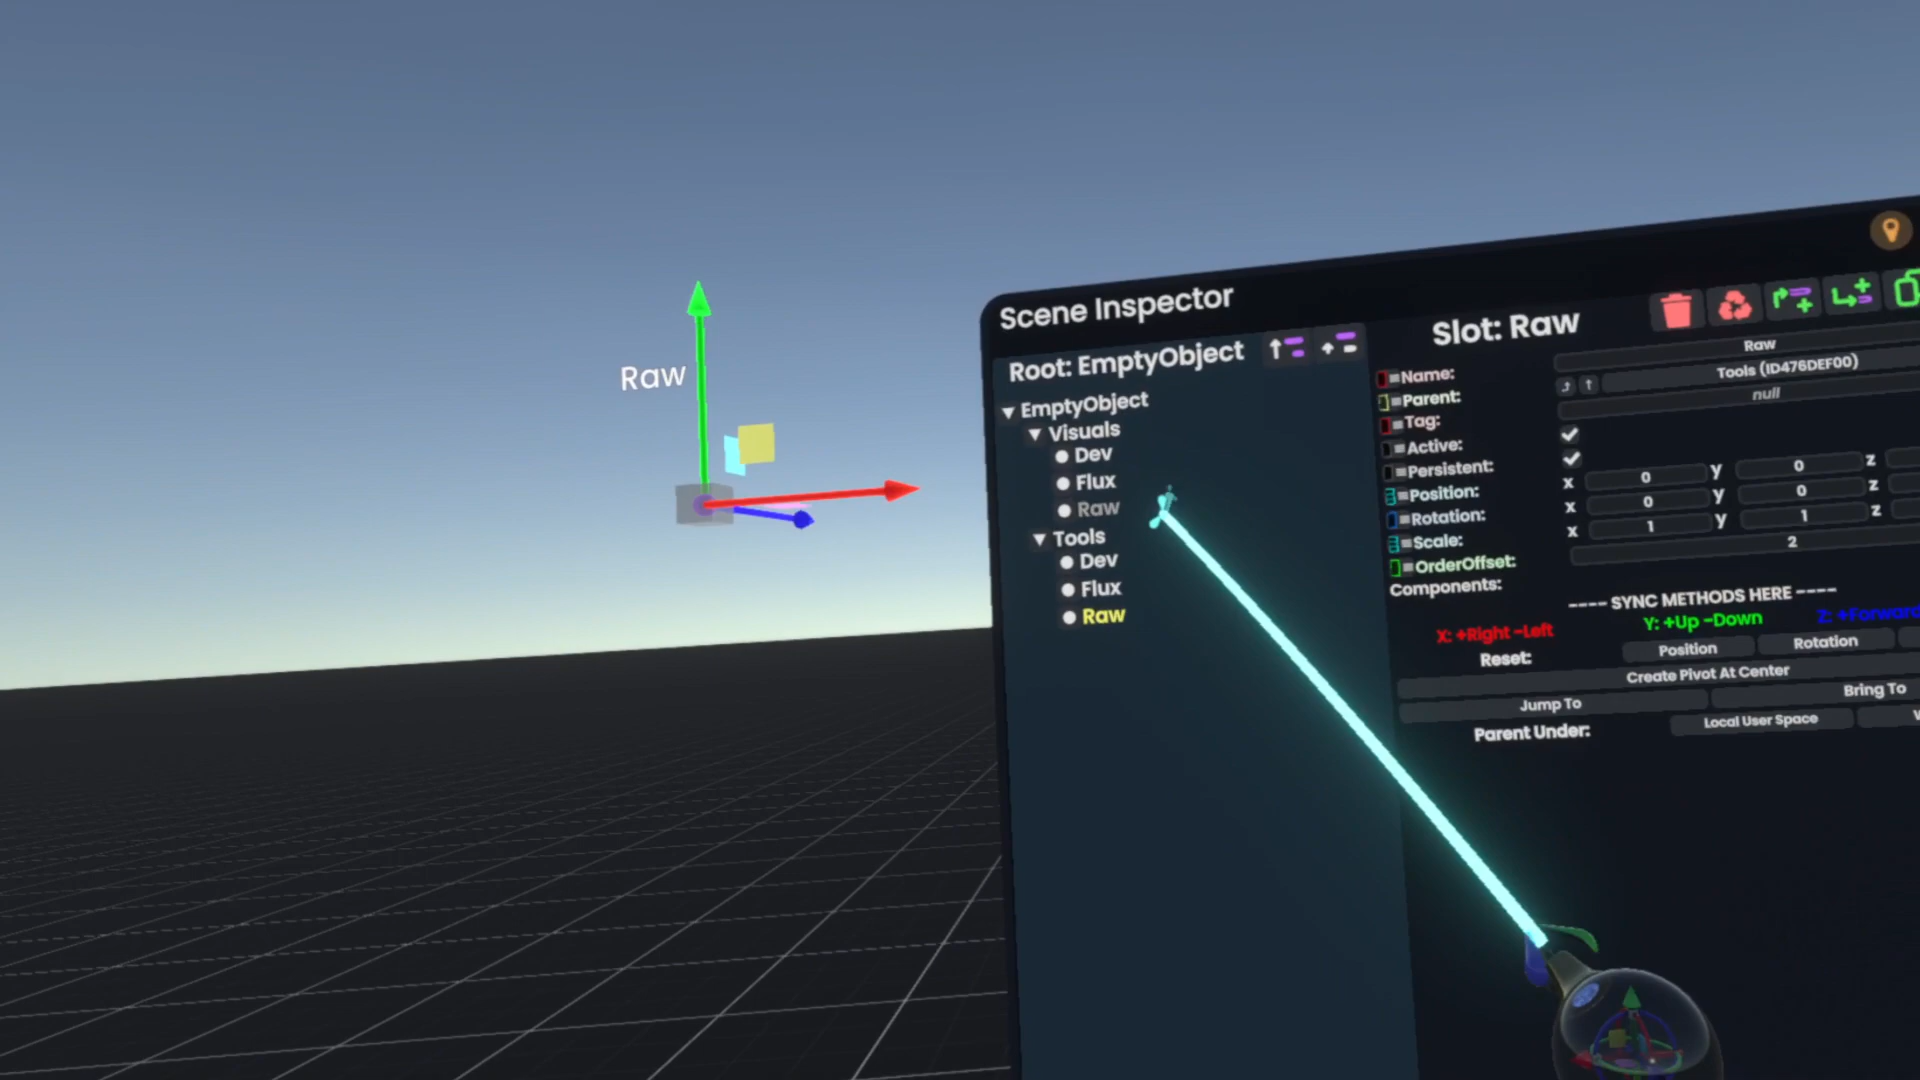 Raw
Scene Inspector
Root: EmptyObject
EmptyObject
Visuals
Dev
Flux
Raw
Tools
Dev
Flux
Raw
Slot: Raw
Name: Raw
Parent: Tools (ID476DEF00)
Tag: null
Active:
Persistent:
Position: x 0 y 0 z
Rotation: x 0 y 0 z
Scale: x 1 y 1 z
OrderOffset: 2
Components:
---- SYNC METHODS HERE ----
X: +Right -Left Y: +Up -Down Z: +Forward
Reset: Position Rotation
Create Pivot At Center
Jump To Bring To
Parent Under: Local User Space